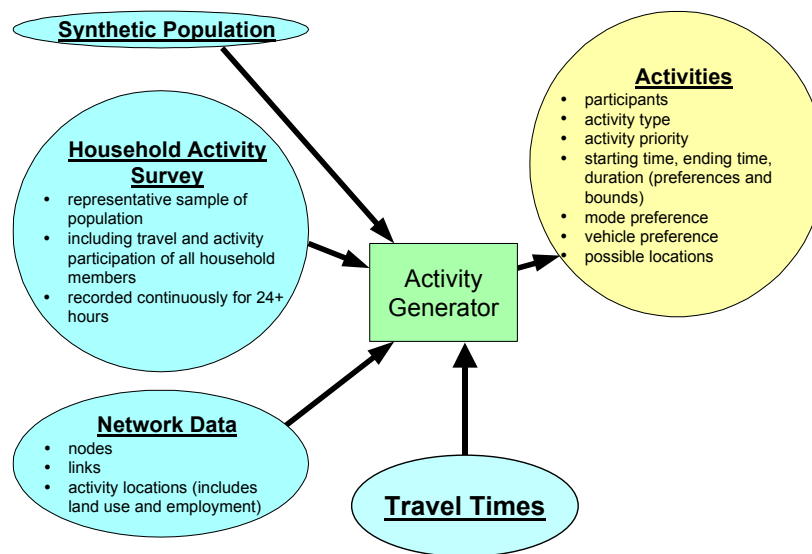 Synthetic Population
Household Activity
Survey
• representative sample of
population
• including travel and activity
participation of all household
members
• recorded continuously for 24+
hours
Network Data
• nodes
• links
• activity locations (includes
land use and employment)
Travel Times
Activity
Generator
Activities
• participants
• activity type
• activity priority
• starting time, ending time,
duration (preferences and
bounds)
• mode preference
• vehicle preference
• possible locations